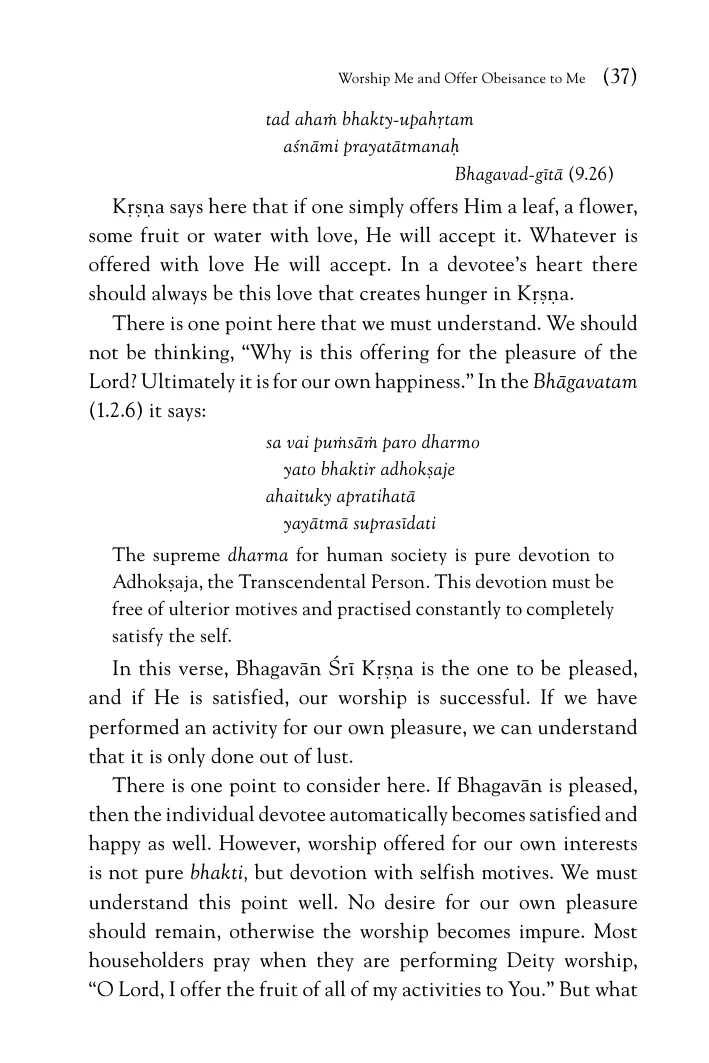 Worship Me and Offer Obeisance to Me (37)
tad ahaṁ bhakty-upahṛtam
aśnāmi prayatātmanaḥ
Bhagavad-gītā (9.26)
Kṛṣṇa says here that if one simply offers Him a leaf, a flower,
some fruit or water with love, He will accept it. Whatever is
offered with love He will accept. In a devotee’s heart there
should always be this love that creates hunger in Kṛṣṇa.
There is one point here that we must understand. We should
not be thinking, “Why is this offering for the pleasure of the
Lord? Ultimately it is for our own happiness.” In the Bhāgavatam
(1.2.6) it says:
sa vai puṁsāṁ paro dharmo
yato bhaktir adhokṣaje
ahaituky apratihatā
yayātmā suprasīdati
The supreme dharma for human society is pure devotion to
Adhokṣaja, the Transcendental Person. This devotion must be
free of ulterior motives and practised constantly to completely
satisfy the self.
In this verse, Bhagavān Śrī Kṛṣṇa is the one to be pleased,
and if He is satisfied, our worship is successful. If we have
performed an activity for our own pleasure, we can understand
that it is only done out of lust.
There is one point to consider here. If Bhagavān is pleased,
then the individual devotee automatically becomes satisfied and
happy as well. However, worship offered for our own interests
is not pure bhakti, but devotion with selfish motives. We must
understand this point well. No desire for our own pleasure
should remain, otherwise the worship becomes impure. Most
householders pray when they are performing Deity worship,
“O Lord, I offer the fruit of all of my activities to You.” But what